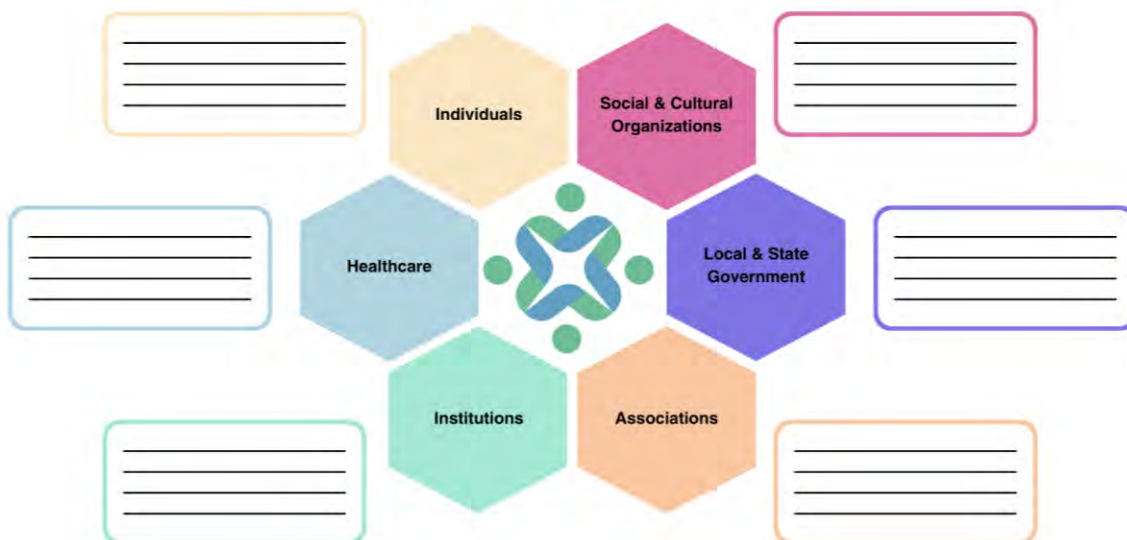 Individuals
Social & Cultural
Organizations
Healthcare
Local & State
Government
Institutions
Associations